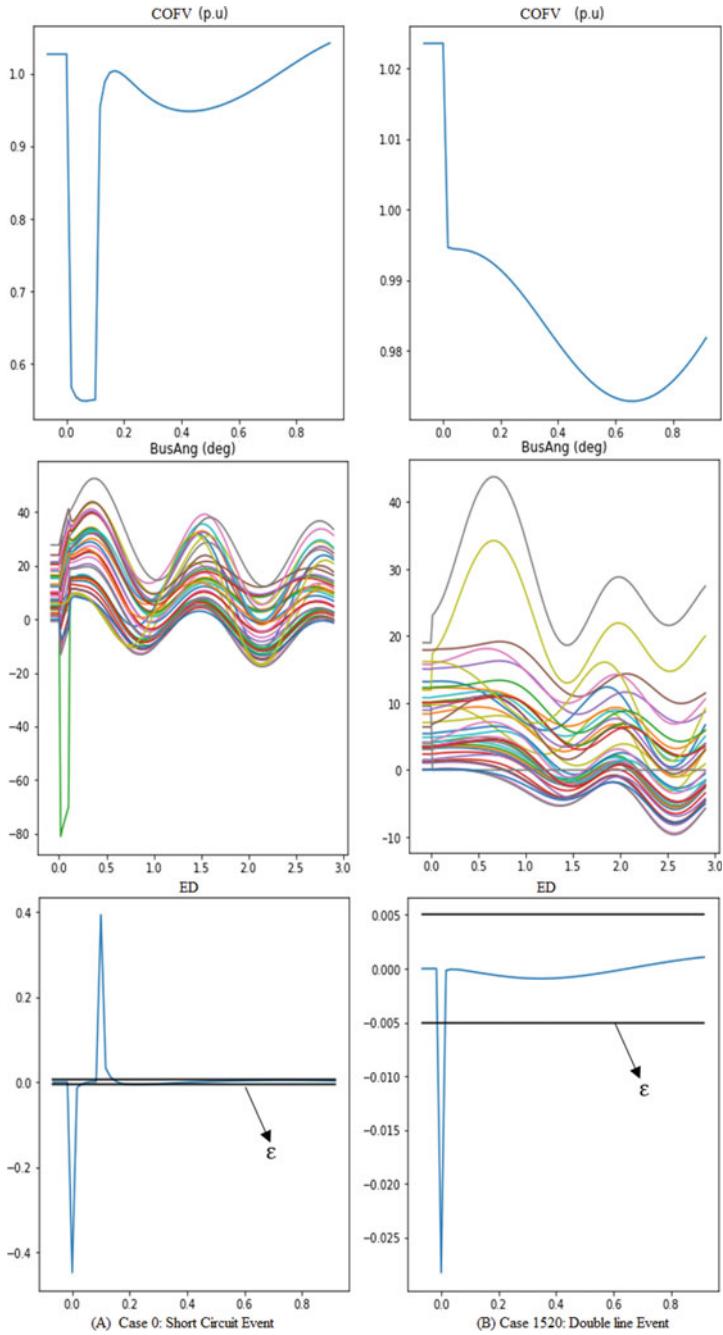 COFV (p.u)
COFV (p.u)
1.0
0.9
0.8
0.7
0.6
0.0 0.2 0.4 0.6 0.8
1.02
1.01
1.00
0.99
0.98
0.0 0.2 0.4 0.6 0.8
BusAng (deg)
BusAng (deg)
40
20
0
−20
−40
−60
−80
0.0 0.5 1.0 1.5 2.0 2.5 3.0
40
30
20
10
0
−10
0.0 0.5 1.0 1.5 2.0 2.5
ED
ED
0.4
0.2
0.0
−0.2
−0.4
ε
0.0 0.2 0.4 0.6 0.8
0.005
0.000
−0.005
−0.010
−0.015
−0.020
−0.025
ε
0.0 0.2 0.4 0.6 0.8
(A) Case 0: Short Circuit Event
(B) Case 1520: Double line Event